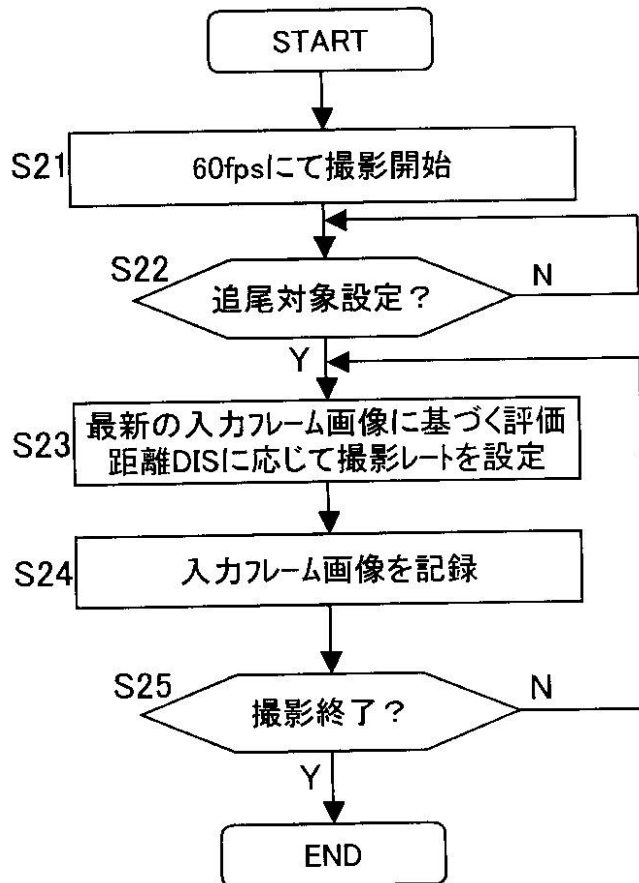 START
S21
60fpsにて撮影開始
S22
追尾対象設定？
N
Y
S23
最新の入力フレーム画像に基づく評価
距離DISに応じて撮影レートを設定
S24
入力フレーム画像を記録
S25
撮影終了？
N
Y
END